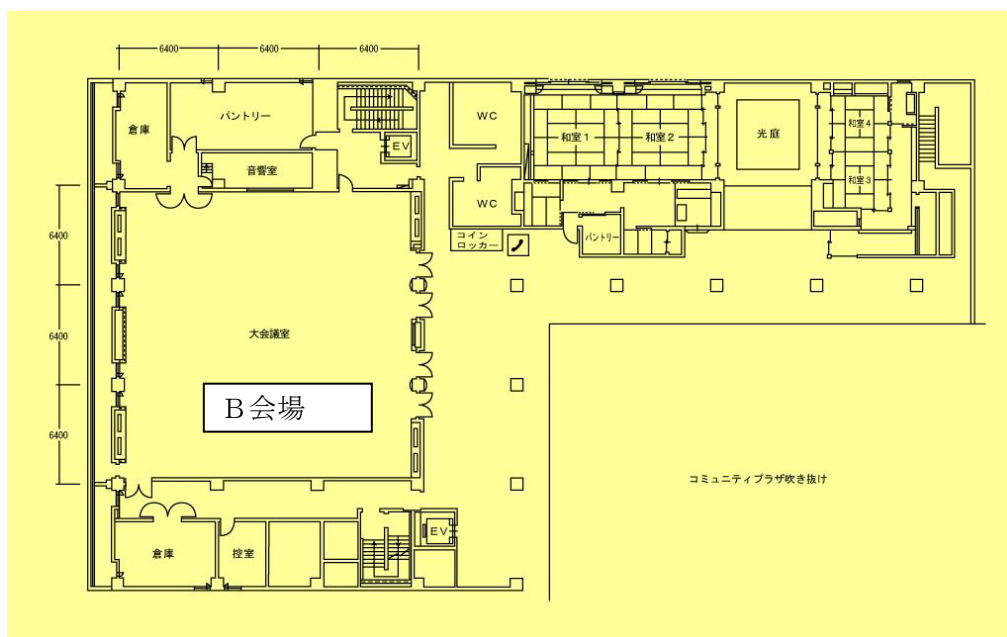 6400
6400
6400
倉庫
パントリー
EV
音響室
WC
WC
和室1
和室2
光庭
和室4
和室3
コイン
ロッカー
パントリー
6400
6400
6400
大会議室
B会場
コミュニティプラザ吹き抜け
倉庫
控室
EV